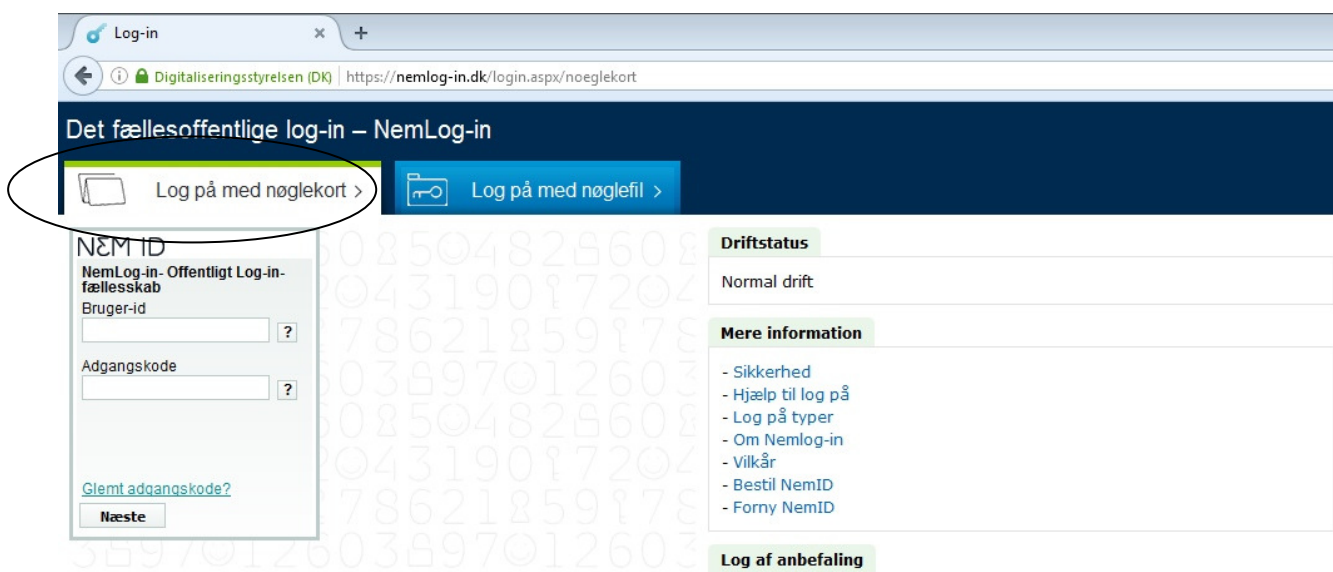 Log-in
Digitaliseringsstyrelsen (DK) https://nemlog-in.dk/login.aspx/noeglekort
Det fællesoffentlige log-in – NemLog-in
Log på med nøglekort >
Log på med nøglefil >
NEM ID
NemLog-in- Offentligt Log-in-
fællesskab
Bruger-id
?
Adgangskode
?
Glemt adgangskode?
Næste
Driftstatus
Normal drift
Mere information
- Sikkerhed
- Hjælp til log på
- Log på typer
- Om Nemlog-in
- Vilkår
- Bestil NemID
- Forny NemID
Log af anbefaling